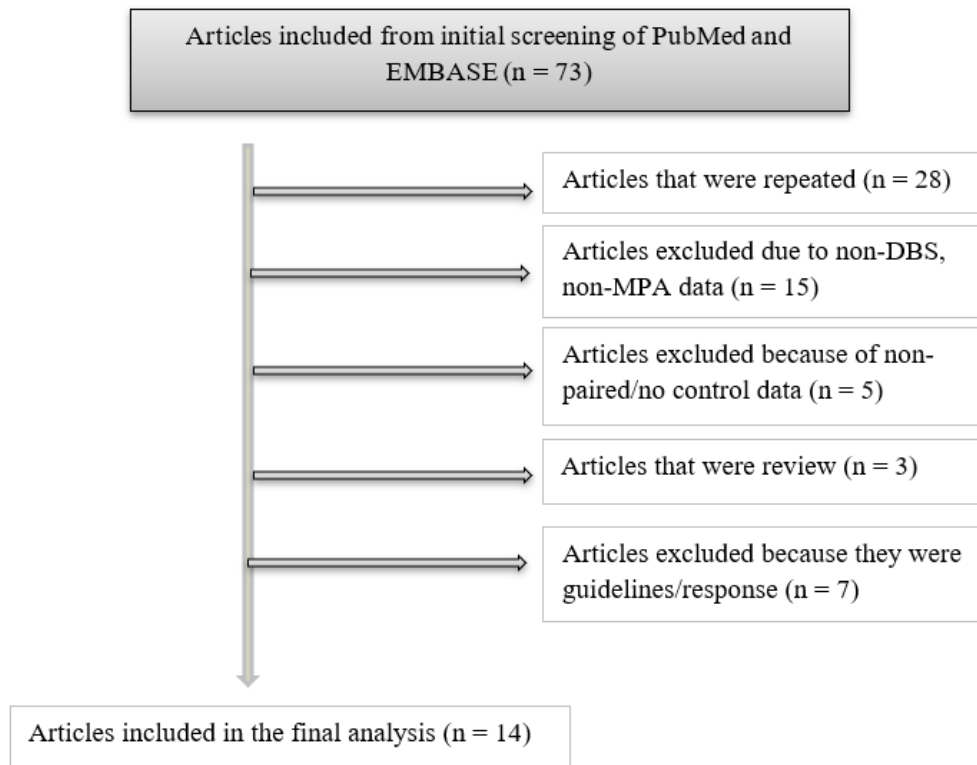 Articles included from initial screening of PubMed and
EMBASE (n = 73)
Articles that were repeated (n = 28)
Articles excluded due to non-DBS,
non-MPA data (n = 15)
Articles excluded because of non-
paired/no control data (n = 5)
Articles that were review (n = 3)
Articles excluded because they were
guidelines/response (n = 7)
Articles included in the final analysis (n = 14)